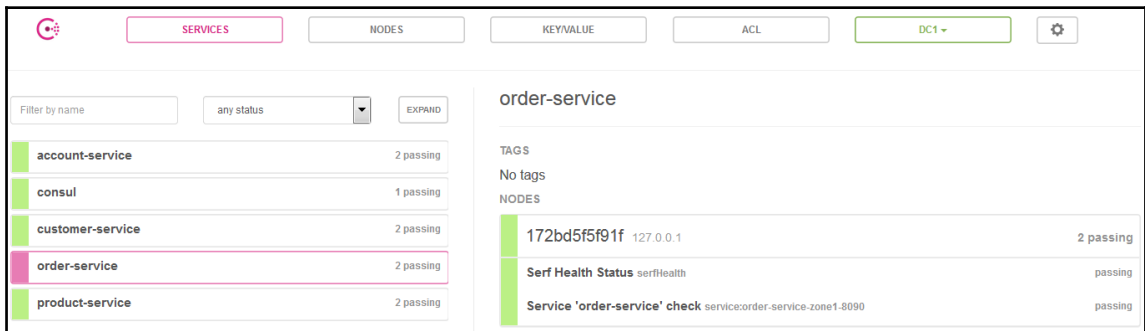 SERVICES NODES KEY/VALUE ACL DC1
Filter by name any status EXPAND
account-service 2 passing
consul 1 passing
customer-service 2 passing
order-service 2 passing
product-service 2 passing
order-service
TAGS
No tags
NODES
172bd5f5f91f 127.0.0.1 2 passing
Serf Health Status serfHealth passing
Service 'order-service' check service:order-service-zone1-8090 passing